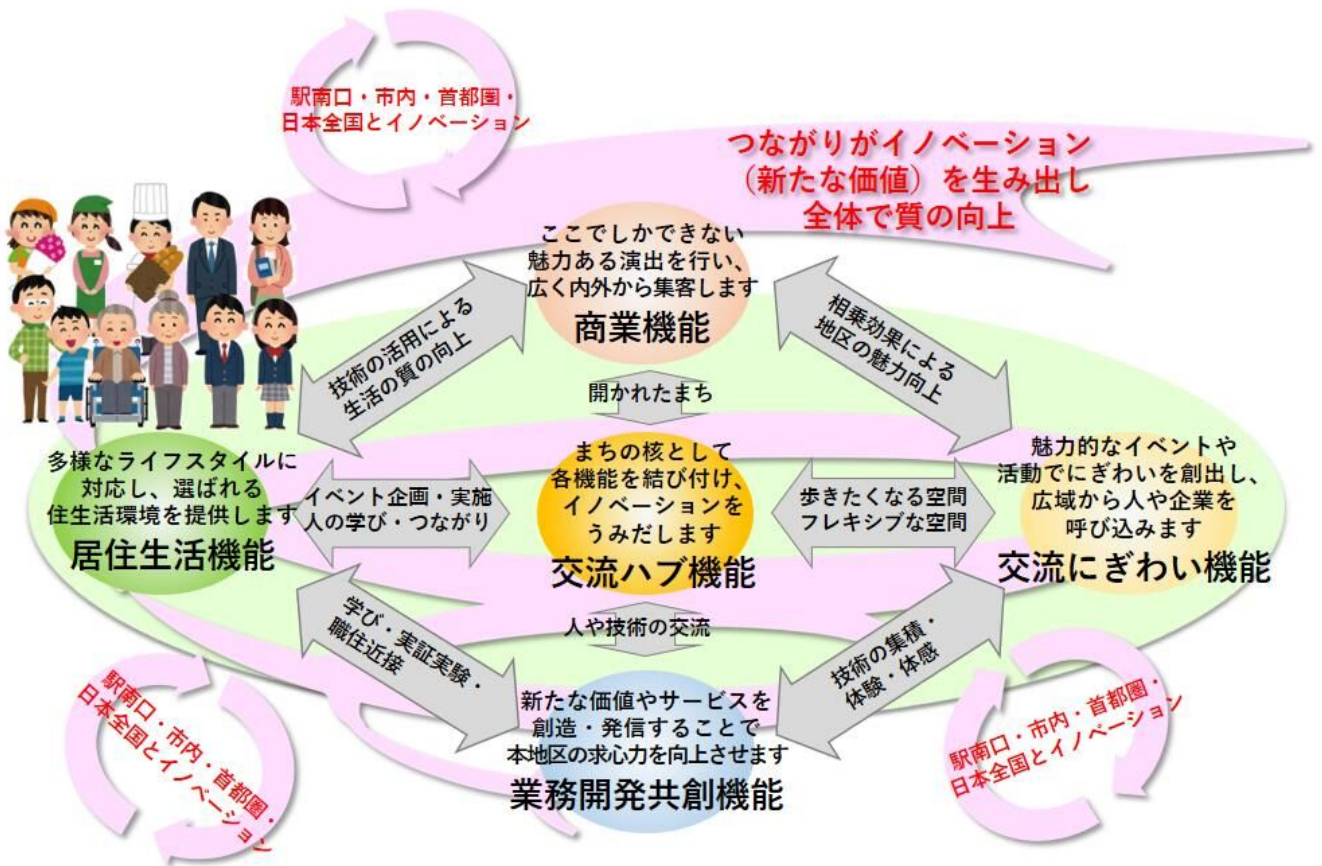 駅南口・市内・首都圏・
日本全国とイノベーション
つながりがイノベーション
（新たな価値）を生み出し
全体で質の向上
ここでしかできない
魅力ある演出を行い、
広く内外から集客します
商業機能
技術の活用による
生活の質の向上
相乗効果による
地区の魅力向上
開かれたまち
多様なライフスタイルに
対応し、選ばれる
住生活環境を提供します
居住生活機能
イベント企画・実施
人の学び・つながり
まちの核として
各機能を結び付け、
イノベーションを
うみだします
交流ハブ機能
歩きたくなる空間
フレキシブな空間
魅力的なイベントや
活動でにぎわいを創出し、
広域から人や企業を
呼び込みます
交流にぎわい機能
学び・実証実験・
職住近接
人や技術の交流
技術の集積・
体験・体感
新たな価値やサービスを
創造・発信することで
本地区の求心力を向上させます
業務開発共創機能
駅南口・市内・首都圏・
日本全国とイノベーション
駅南口・市内・首都圏・
日本全国とイノベーション